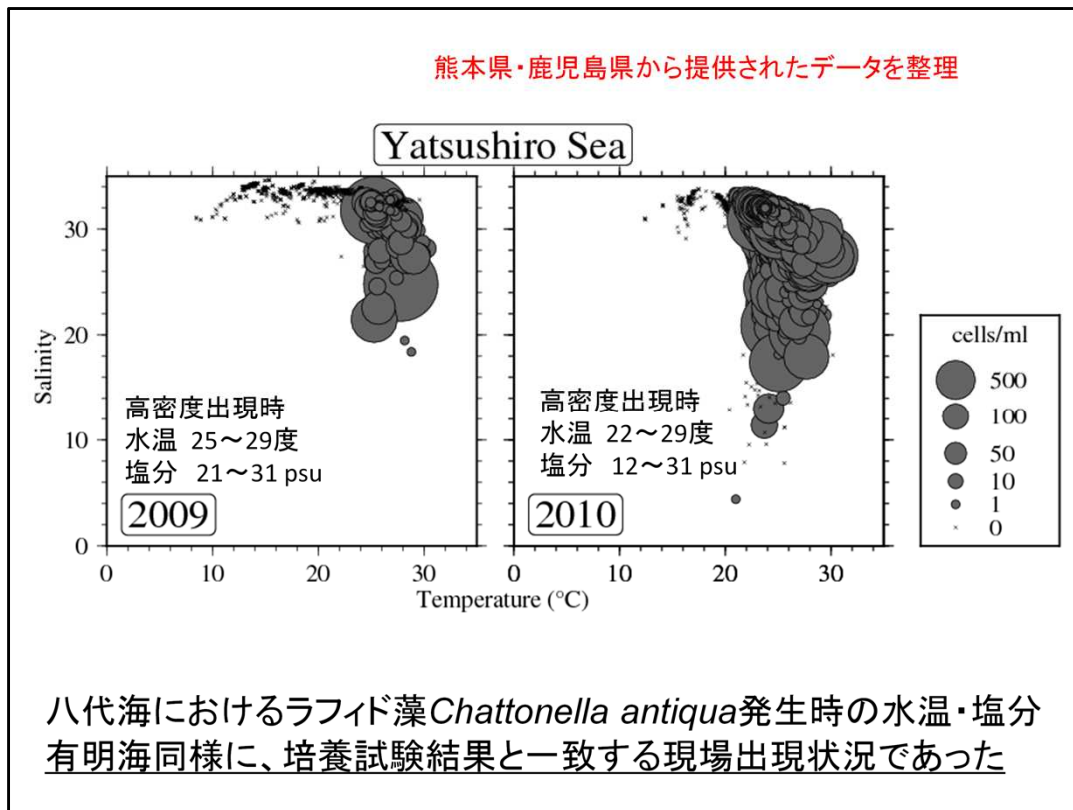 熊本県・鹿児島県から提供されたデータを整理
Yatsushiro Sea
Salinity
30
20
10
0
高密度出現時
水温 25～29度
塩分 21～31 psu
2009
0 10 20 30
高密度出現時
水温 22～29度
塩分 12～31 psu
2010
0 10 20 30
Temperature (°C)
cells/ml
500
100
50
10
1
0
八代海におけるラフィド藻Chattonella antiqua発生時の水温・塩分
有明海同様に、培養試験結果と一致する現場出現状況であった